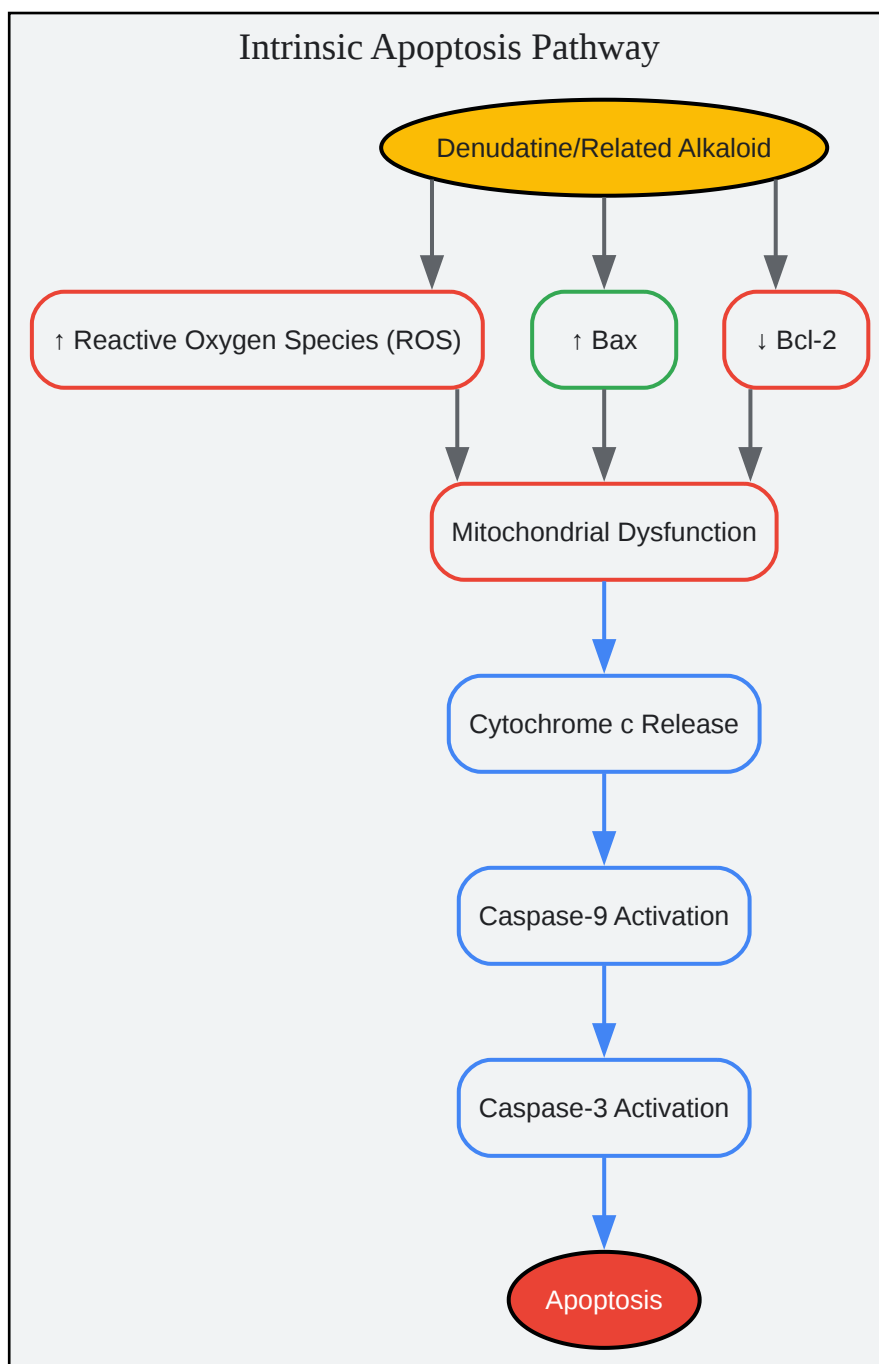 Intrinsic Apoptosis Pathway
Denudatine/Related Alkaloid
↑ Reactive Oxygen Species (ROS)
↑ Bax
↓ Bcl-2
Mitochondrial Dysfunction
Cytochrome c Release
Caspase-9 Activation
Caspase-3 Activation
Apoptosis